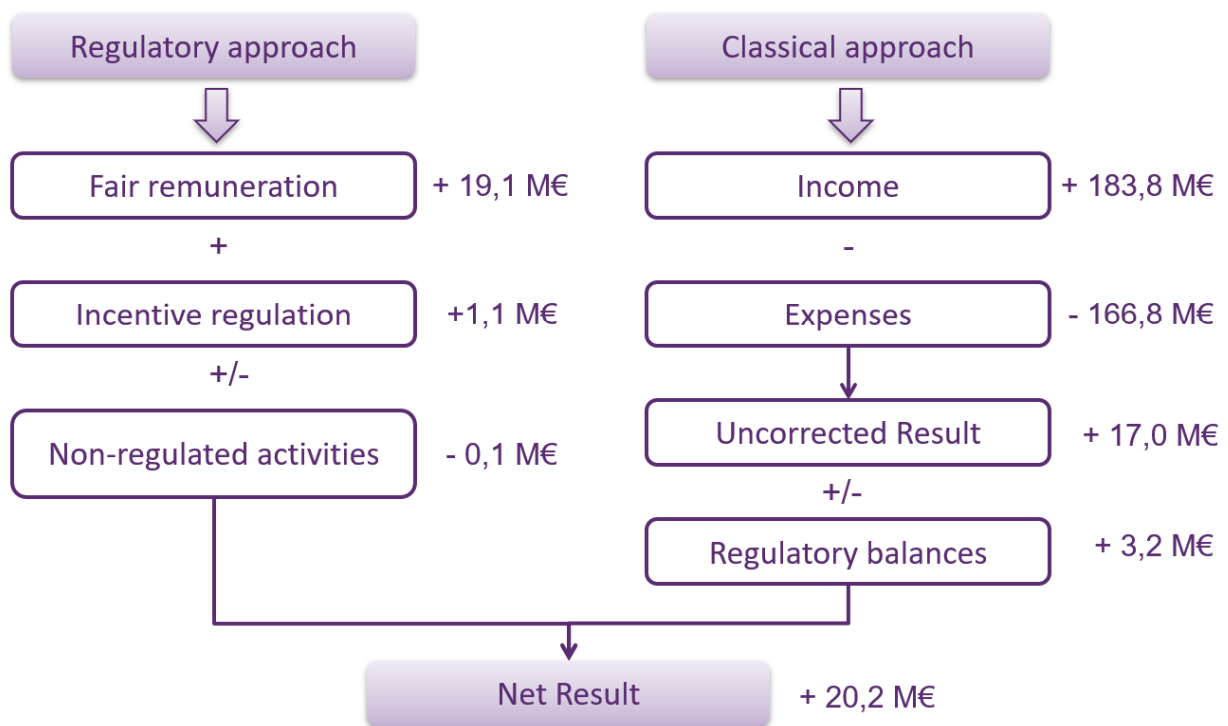 Regulatory approach
Classical approach
Fair remuneration
+ 19,1 M€
Income
+ 183,8 M€
+
-
Incentive regulation
+1,1 M€
Expenses
- 166,8 M€
+/-
Non-regulated activities
- 0,1 M€
Uncorrected Result
+ 17,0 M€
+/-
Regulatory balances
+ 3,2 M€
Net Result
+ 20,2 M€